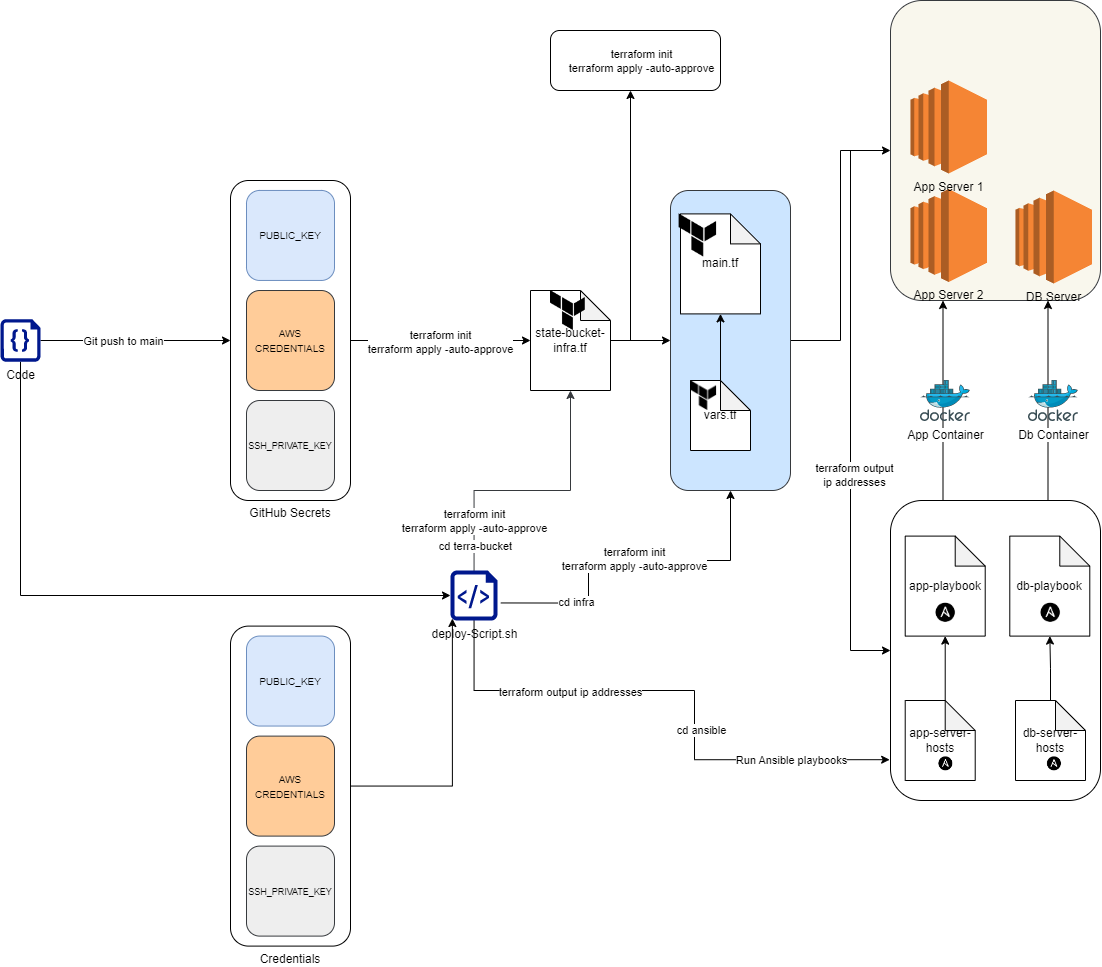 terraform init
terraform apply -auto-approve
App Server 1
App Server 2
DB Server
PUBLIC_KEY
AWS
CREDENTIALS
SSH_PRIVATE_KEY
GitHub Secrets
{}
Code
Git push to main
terraform init
terraform apply -auto-approve
state-bucket-
infra.tf
main.tf
vars.tf
docker
App Container
docker
Db Container
terraform output
ip addresses
terraform init
terraform apply -auto-approve
cd terra-bucket
terraform init
terraform apply -auto-approve
cd infra
</>
deploy-Script.sh
app-playbook
A
db-playbook
A
PUBLIC_KEY
AWS
CREDENTIALS
SSH_PRIVATE_KEY
Credentials
terraform output ip addresses
cd ansible
Run Ansible playbooks
app-server-
hosts
A
db-server-
hosts
A